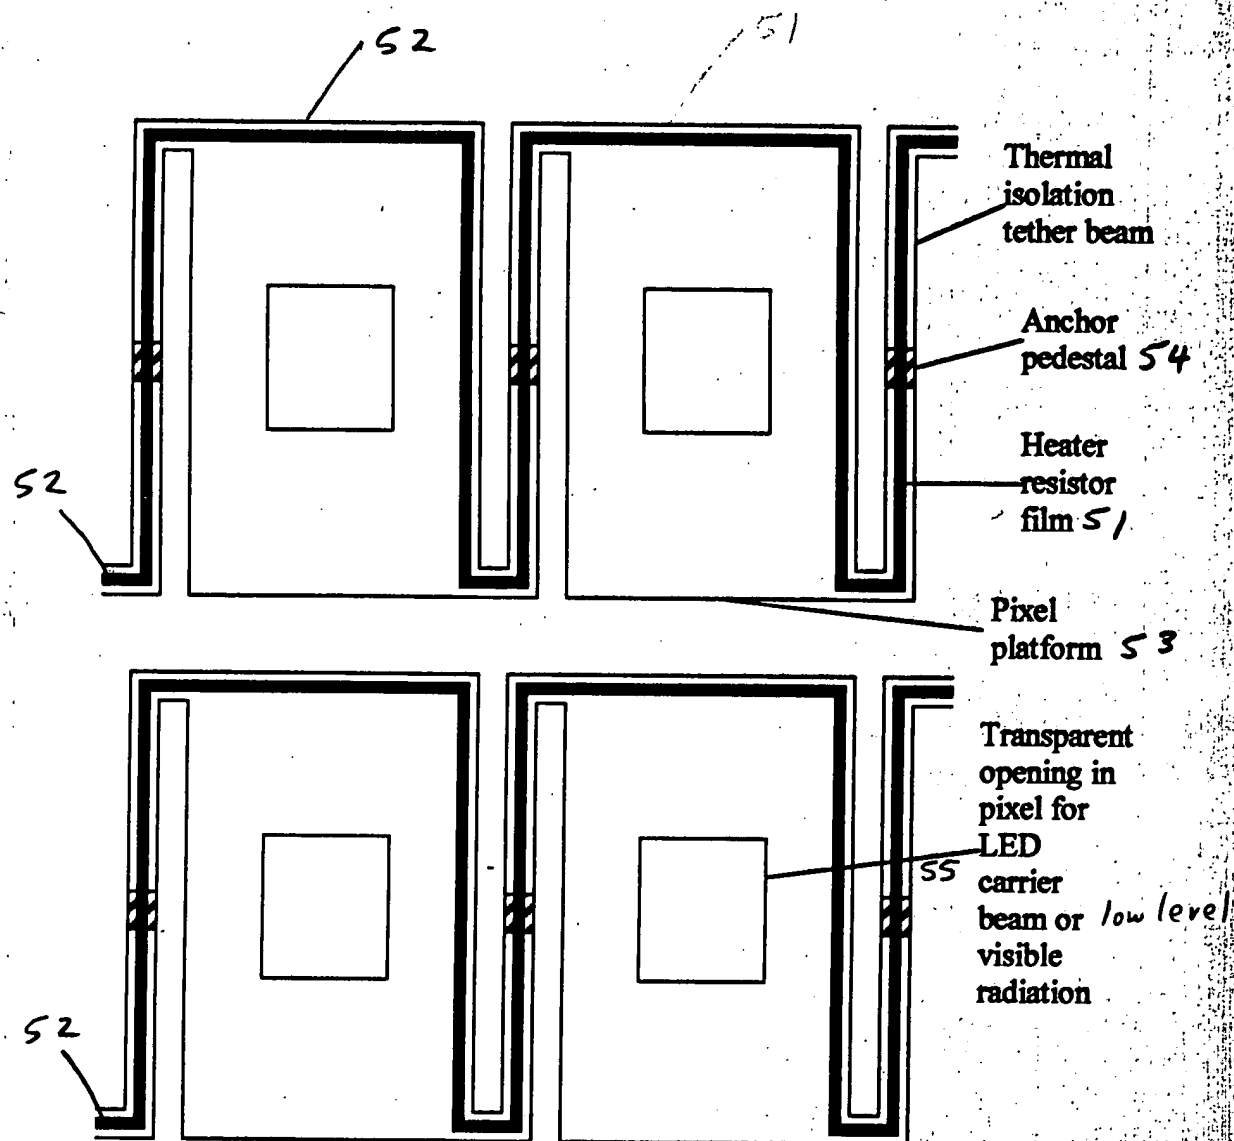 52
51
Thermal
isolation
tether beam
Anchor
pedestal 54
Heater
resistor
film 51
52
Pixel
platform 53
Transparent
opening in
pixel for
LED
55
carrier
beam or low level
visible
radiation
52